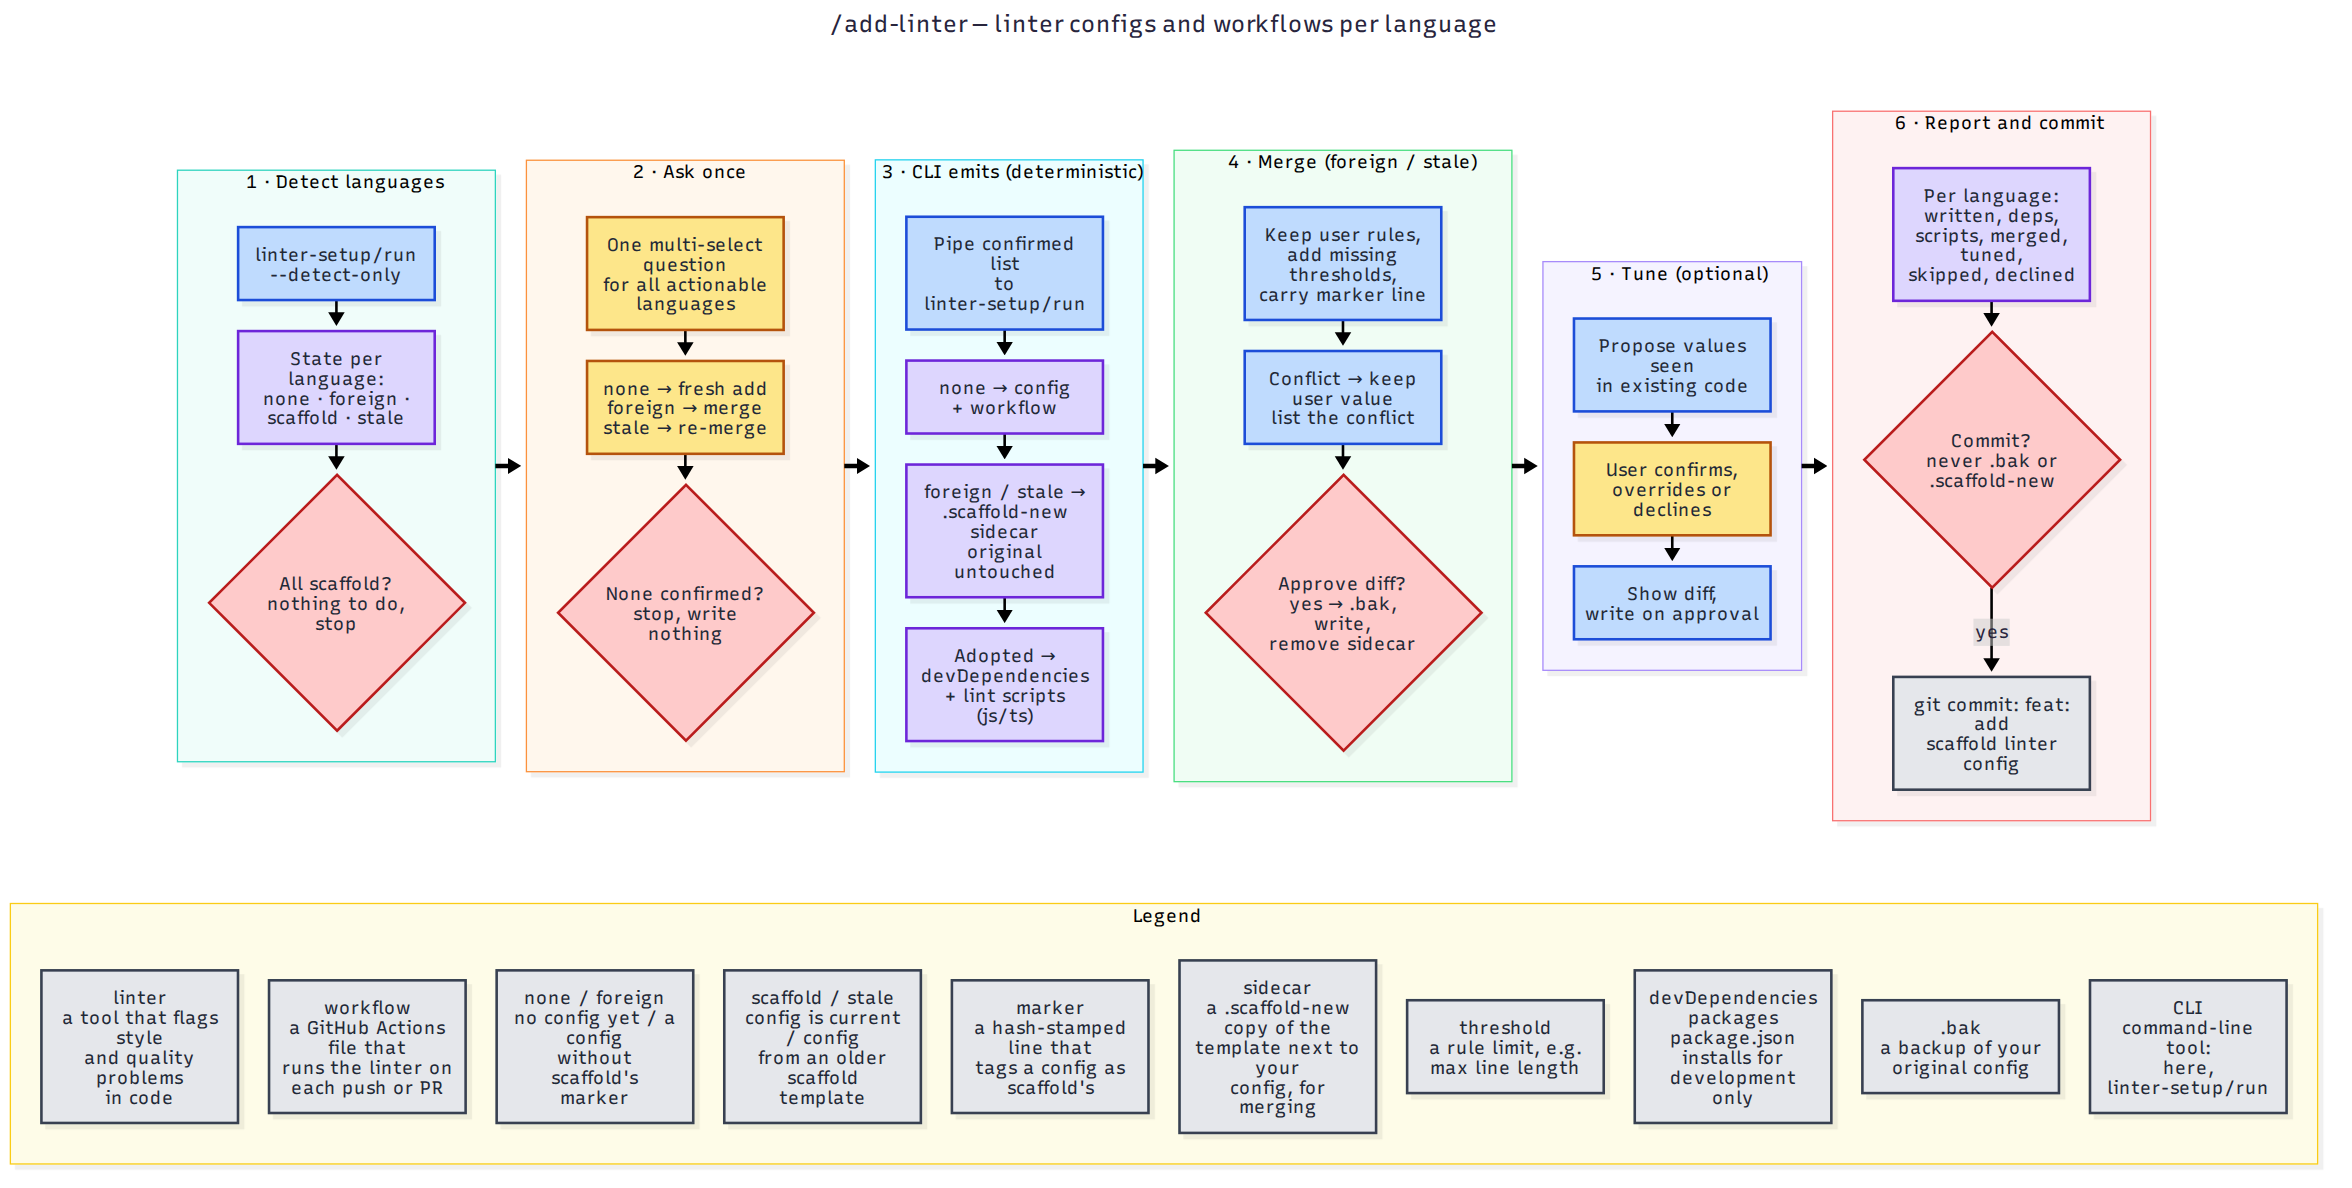 /add-linter — linter configs and workflows per language
1 · Detect languages
linter-setup/run
--detect-only
State per
language:
none · foreign ·
scaffold · stale
All scaffold?
nothing to do,
stop
2 · Ask once
One multi-select
question
for all actionable
languages
none → fresh add
foreign → merge
stale → re-merge
None confirmed?
stop, write
nothing
3 · CLI emits (deterministic)
Pipe confirmed
list
to
linter-setup/run
none → config
+ workflow
foreign / stale →
.scaffold-new
sidecar
original
untouched
Adopted →
devDependencies
+ lint scripts
(js/ts)
4 · Merge (foreign / stale)
Keep user rules,
add missing
thresholds,
carry marker line
Conflict → keep
user value
list the conflict
Approve diff?
yes → .bak,
write,
remove sidecar
5 · Tune (optional)
Propose values
seen
in existing code
User confirms,
overrides or
declines
Show diff,
write on approval
6 · Report and commit
Per language:
written, deps,
scripts, merged,
tuned,
skipped, declined
Commit?
never .bak or
.scaffold-new
yes
git commit: feat:
add
scaffold linter
config
Legend
linter
a tool that flags
style
and quality
problems
in code
workflow
a GitHub Actions
file that
runs the linter on
each push or PR
none / foreign
no config yet / a
config
without
scaffold's
marker
scaffold / stale
config is current
/ config
from an older
scaffold
template
marker
a hash-stamped
line that
tags a config as
scaffold's
sidecar
a .scaffold-new
copy of the
template next to
your
config, for
merging
threshold
a rule limit, e.g.
max line length
devDependencies
packages
package.json
installs for
development
only
.bak
a backup of your
original config
CLI
command-line
tool:
here,
linter-setup/run